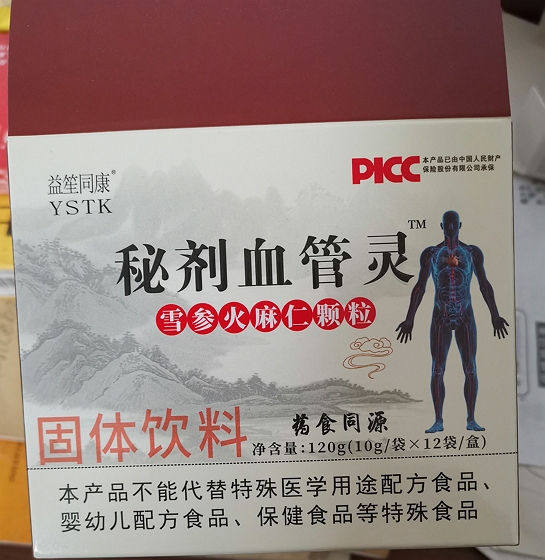 益笙同康®
YSTK
PICC 本产品已由中国人民财产
保险股份有限公司承保
秘剂血管灵™
雪参火麻仁颗粒
固体饮料
药食同源
净含量:120g(10g/袋×12袋/盒)
本产品不能代替特殊医学用途配方食品、
婴幼儿配方食品、保健食品等特殊食品